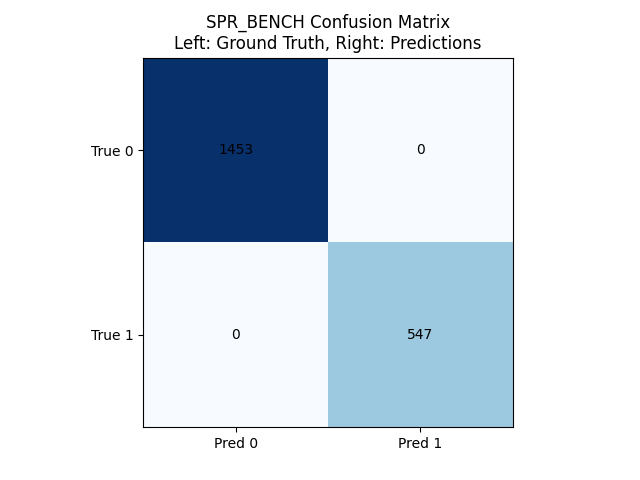 SPR_BENCH Confusion Matrix
Left: Ground Truth, Right: Predictions
True 0
1453
0
True 1
0
547
Pred 0
Pred 1